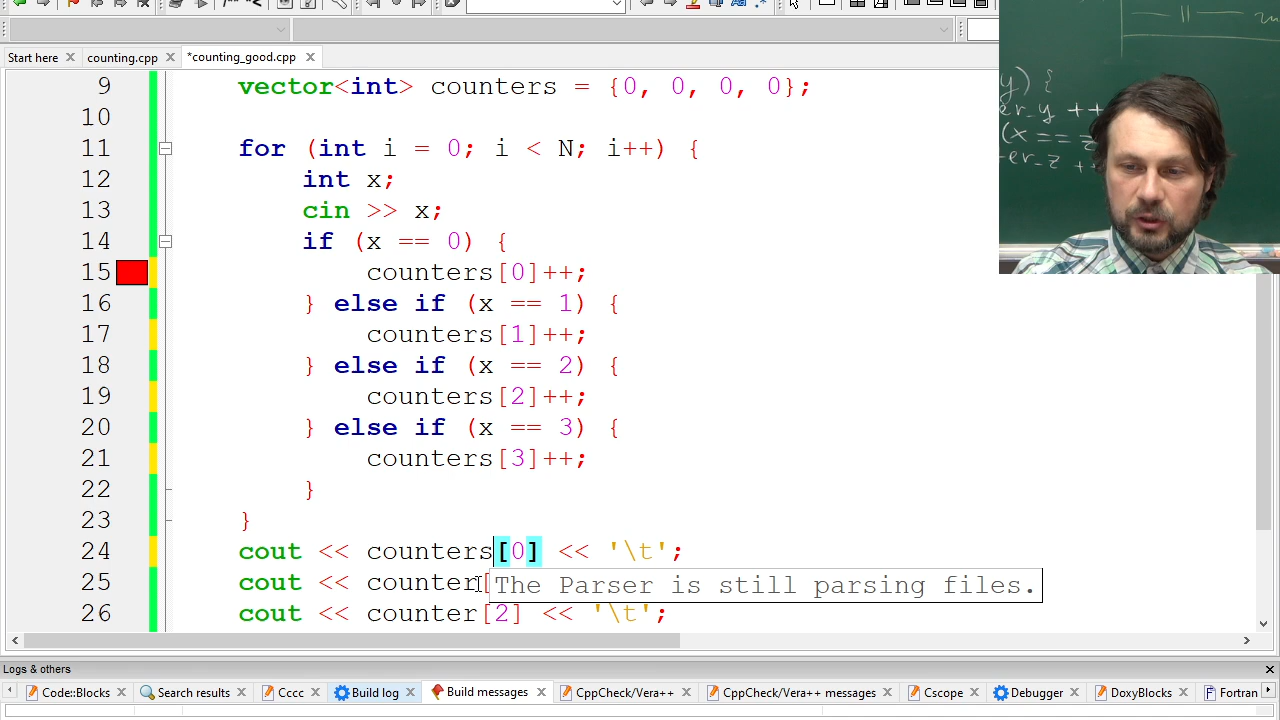 Start here
counting.cpp
*counting_good.cpp
9 vector<int> counters = {0, 0, 0, 0};
10
11 for (int i = 0; i < N; i++) {
12 int x;
13 cin >> x;
14 if (x == 0) {
15 counters[0]++;
16 } else if (x == 1) {
17 counters[1]++;
18 } else if (x == 2) {
19 counters[2]++;
20 } else if (x == 3) {
21 counters[3]++;
22 }
23 }
24 cout << counters[0] << '\t';
25 cout << counter[
The Parser is still parsing files.
26 cout << counter[2] << '\t';
y) {
er_y ++
(x == z
er_z +
Logs & others
Code::Blocks
Search results
Cccc
Build log
Build messages
CppCheck/Vera++
CppCheck/Vera++ messages
Cscope
Debugger
DoxyBlocks
Fortran